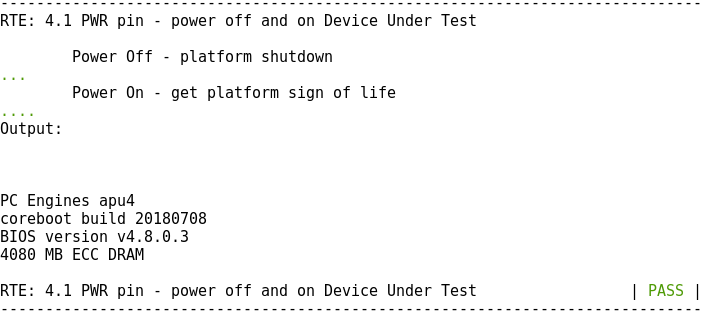 ------------------------------------------------------------------------------
RTE: 4.1 PWR pin - power off and on Device Under Test
Power Off - platform shutdown
...
Power On - get platform sign of life
....
Output:
PC Engines apu4
coreboot build 20180708
BIOS version v4.8.0.3
4080 MB ECC DRAM
RTE: 4.1 PWR pin - power off and on Device Under Test                 | PASS |
------------------------------------------------------------------------------